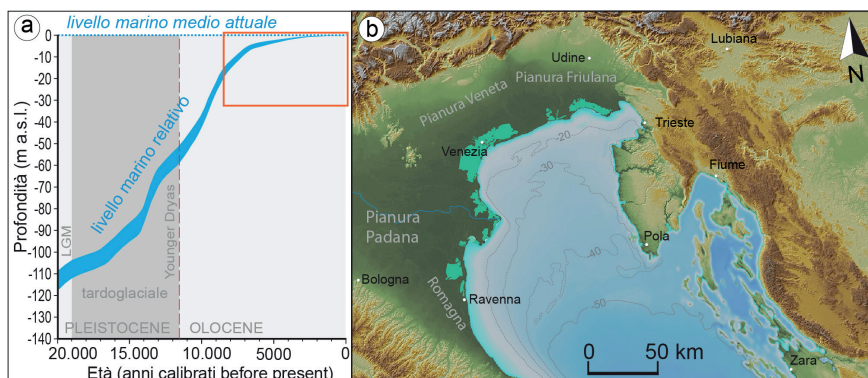 a
livello marino medio attuale
Profondità (m a.s.l.)
0
-10
-20
-30
-40
-50
-60
-70
-80
-90
-100
-110
-120
-130
-140
livello marino relativo
LGM
Younger Dryas
tardoglaciale
PLEISTOCENE
OLOCENE
20.000
15.000
10.000
5000
0
Età (anni calibrati before present)
b
Lubiana
N
Udine
Pianura Friulana
Pianura Veneta
Trieste
-20
Venezia
-30
Fiume
Pianura
Padana
Pola
-40
Bologna
Romagna
Ravenna
-50
0
50 km
Zara